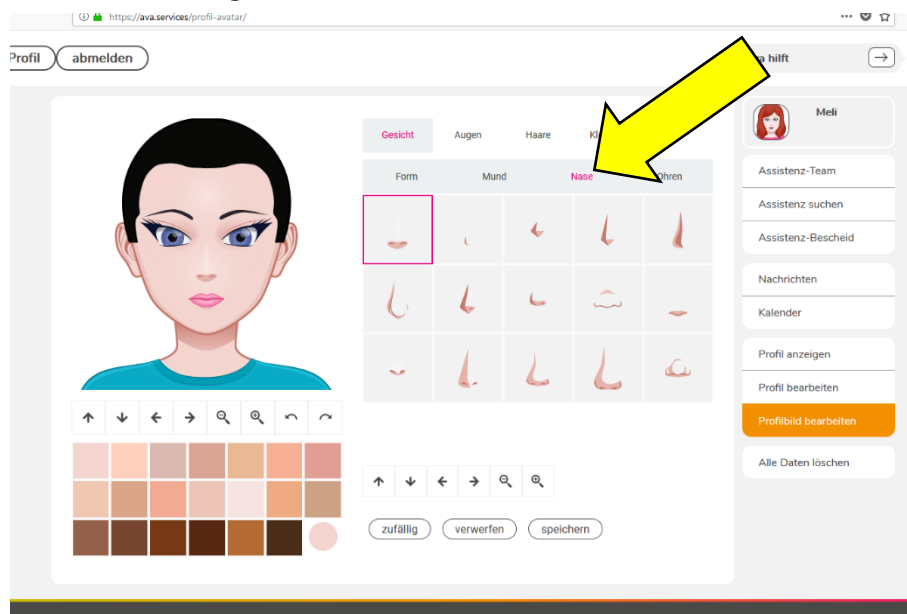 https://ava.services/profil-avatar/
Profil abmelden
hilft
Meli
Gesicht Augen Haare
Form Mund Nase Ohren
Assistenz-Team
Assistenz suchen
Assistenz-Bescheid
Nachrichten
Kalender
Profil anzeigen
Profil bearbeiten
Profilbild bearbeiten
Alle Daten löschen
zufällig verwerfen speichern